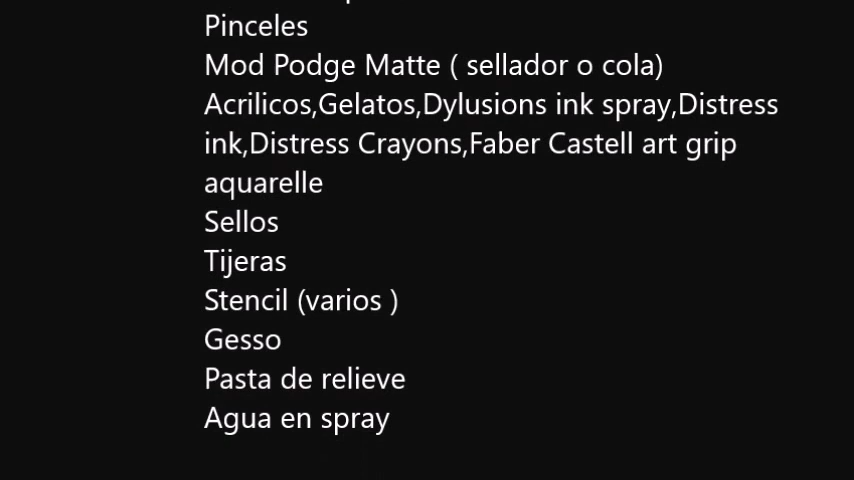 Pinceles
Mod Podge Matte ( sellador o cola)
Acrilicos,Gelatos,Dylusions ink spray,Distress
ink,Distress Crayons,Faber Castell art grip
aquarelle
Sellos
Tijeras
Stencil (varios )
Gesso
Pasta de relieve
Agua en spray